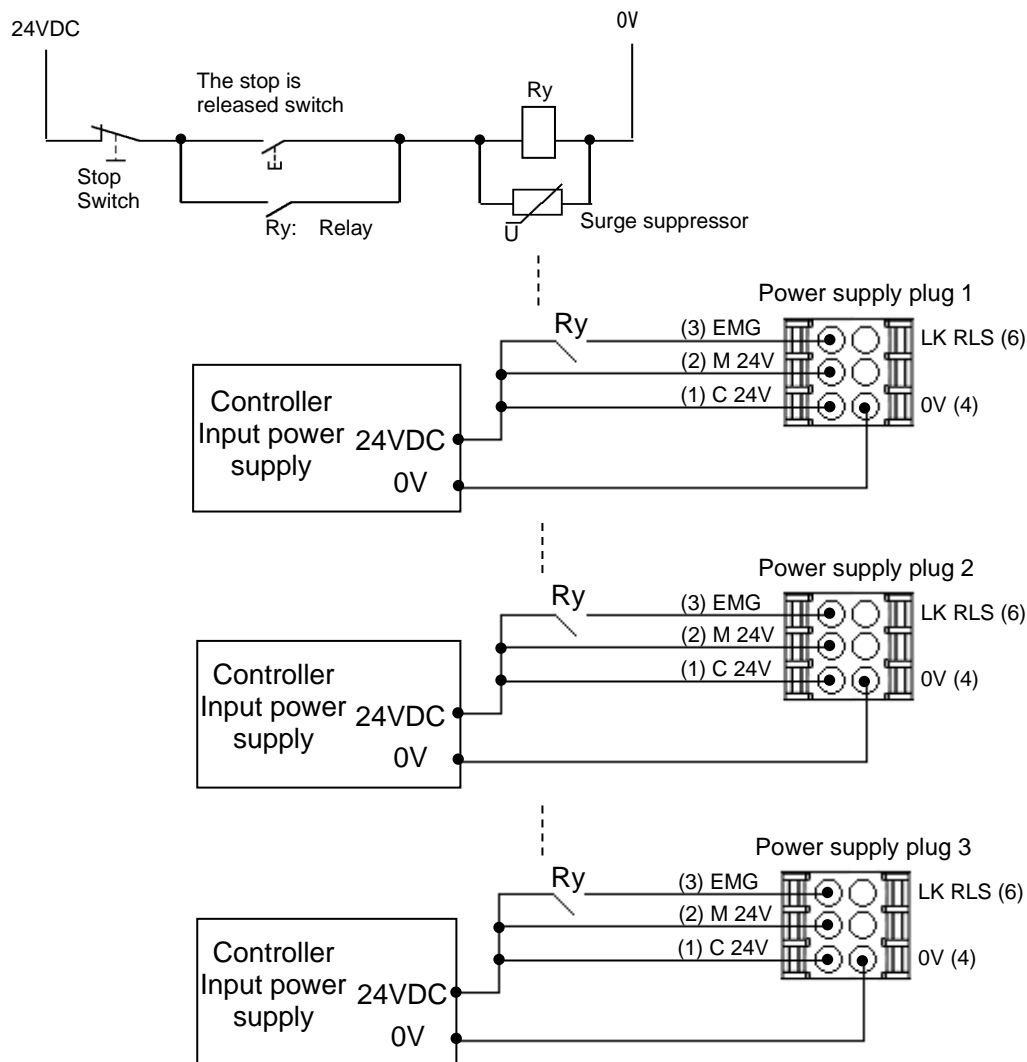 24VDC
0V
The stop is
released switch
Ry
Stop
Switch
Ry: Relay
U
Surge suppressor
Power supply plug 1
Ry
(3) EMG
LK RLS (6)
(2) M 24V
(1) C 24V
0V (4)
Controller
Input power
supply
24VDC
0V
Power supply plug 2
Ry
(3) EMG
LK RLS (6)
(2) M 24V
(1) C 24V
0V (4)
Controller
Input power
supply
24VDC
0V
Power supply plug 3
Ry
(3) EMG
LK RLS (6)
(2) M 24V
(1) C 24V
0V (4)
Controller
Input power
supply
24VDC
0V